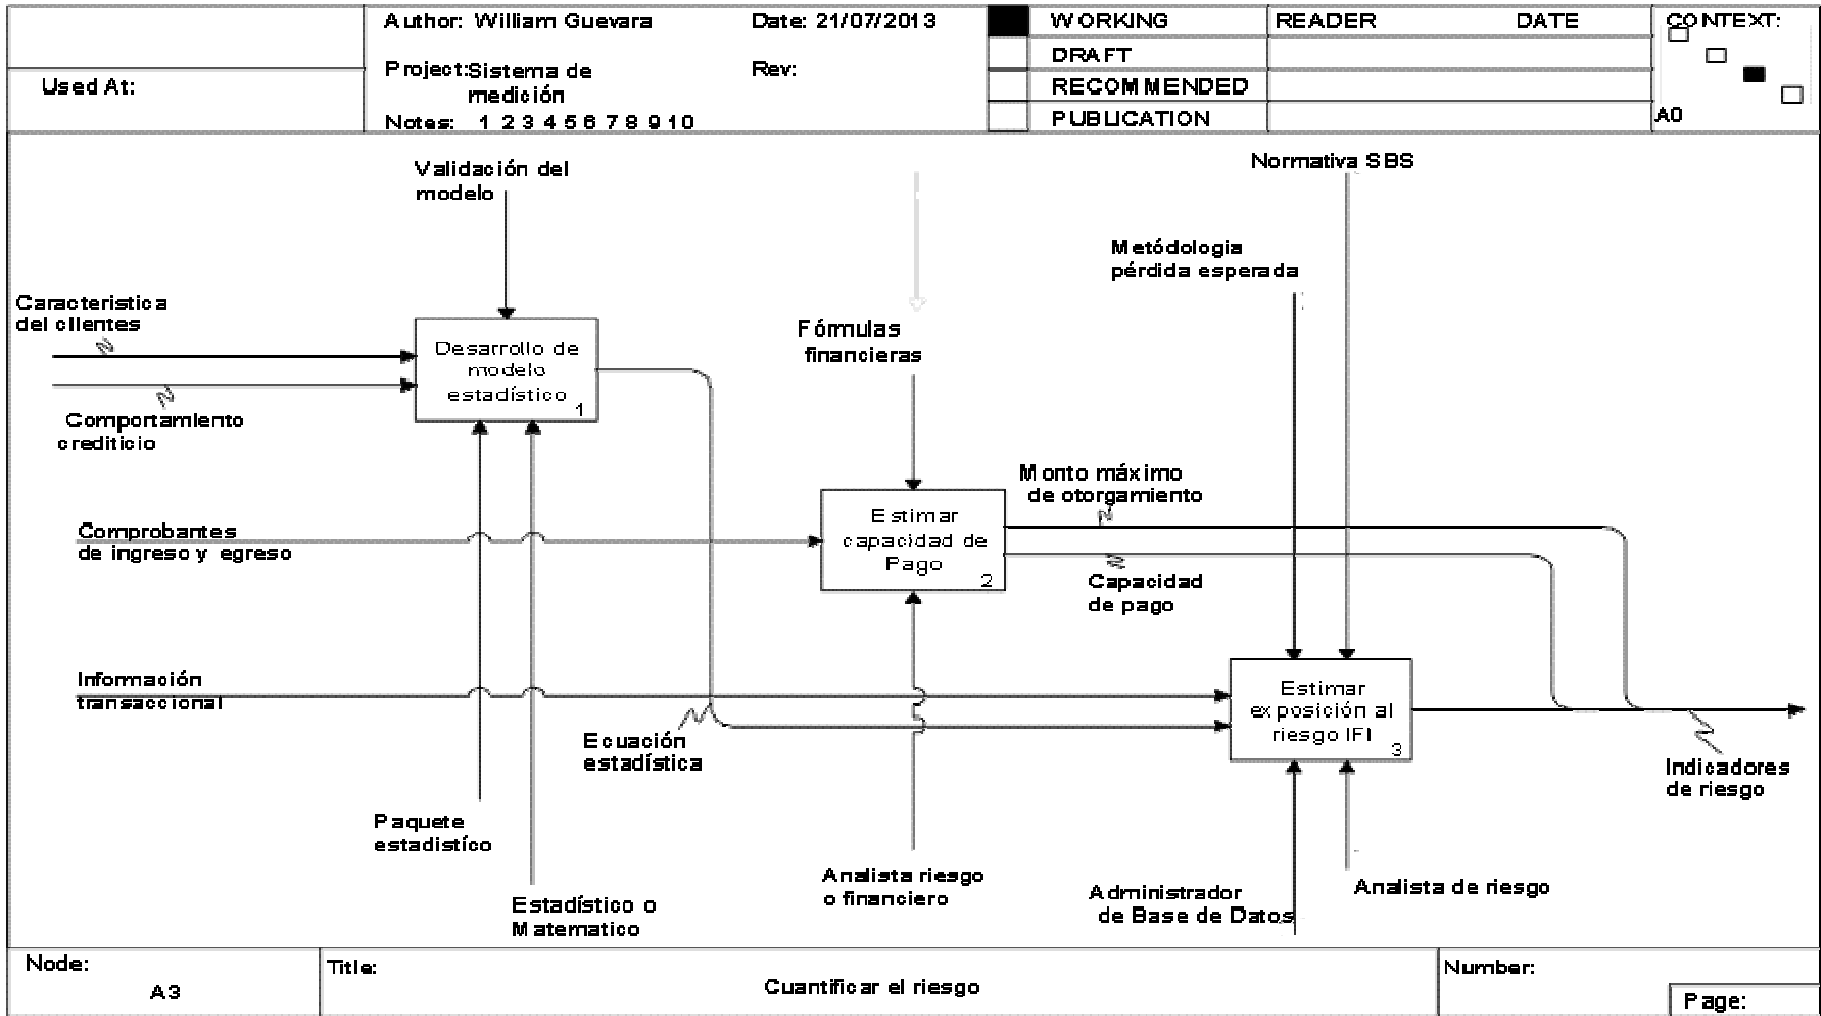 Used At:
Author: William Guevara
Date: 21/07/2013
Project:Sistema de
medición
Rev:
Notes: 1 2 3 4 5 6 7 8 9 10
WORKING
DRAFT
RECOMMENDED
PUBLICATION
READER
DATE
CONTEXT:
A0
Validación del
modelo
Normativa SBS
Metódologia
pérdida esperada
Caracteristica
del clientes
Fórmulas
financieras
Desarrollo de
modelo
estadístico
1
Comportamiento
crediticio
Monto máximo
de otorgamiento
Comprobantes
de ingreso y egreso
Estimar
capacidad de
Pago
2
Capacidad
de pago
Información
transaccional
Estimar
exposición al
riesgo IFI
3
Ecuación
estadística
Indicadores
de riesgo
Paquete
estadistíco
Analista riesgo
o financiero
Administrador
de Base de Datos
Analista de riesgo
Estadístico o
Matematico
Node:
A3
Title:
Cuantificar el riesgo
Number:
Page: